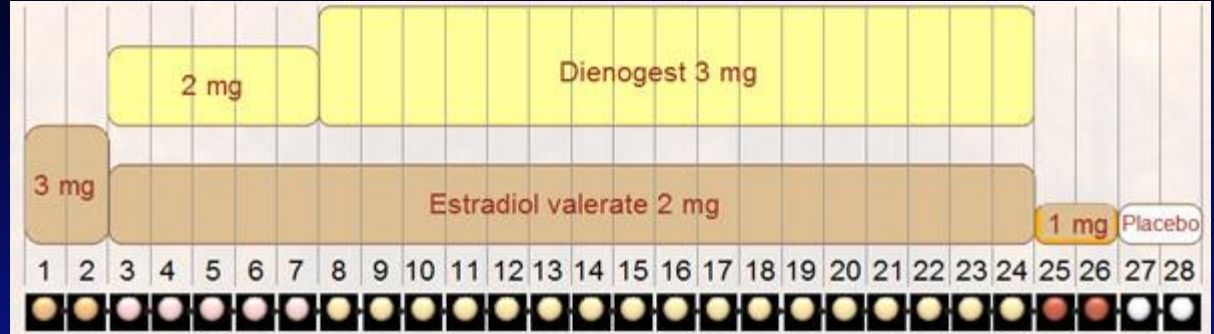 Dienogest 3 mg
2 mg
3 mg
Estradiol valerate 2 mg
1 mg
Placebo
1 2 3 4 5 6 7 8 9 10 11 12 13 14 15 16 17 18 19 20 21 22 23 24 25 26 27 28